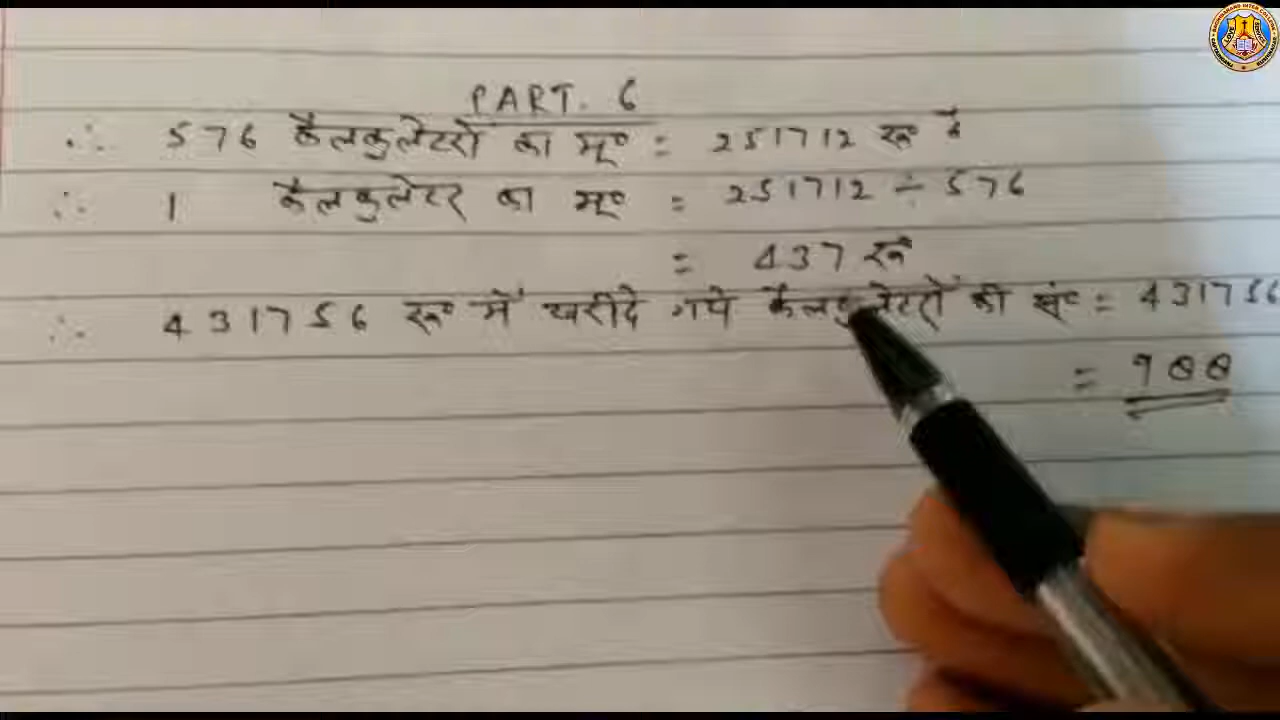 PART. 6
∵ 576 कैलकुलेटरों का मू० = 251712 रू० है
∴ 1 कैलकुलेटर का मू० = 251712 ÷ 576
= 437 रू०
∴ 431756 रू० में खरीदे गये कैलकुलेटरों की सं० = 431756
= 988